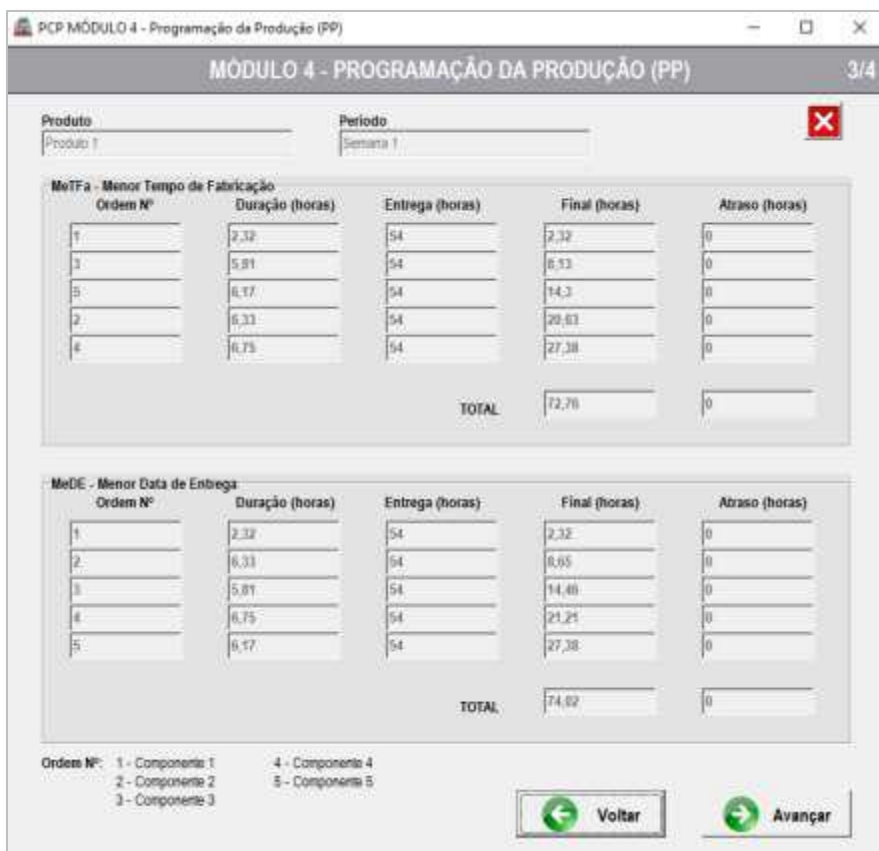 PCP MÓDULO 4 - Programação da Produção (PP)
MÓDULO 4 - PROGRAMAÇÃO DA PRODUÇÃO (PP) 3/4
Produto Período
Produto 1 Semana 1
MeTFa - Menor Tempo de Fabricação
Ordem Nº Duração (horas) Entrega (horas) Final (horas) Atraso (horas)
1 2,32 54 2,32 0
3 5,81 54 8,13 0
5 6,17 54 14,3 0
2 6,33 54 20,63 0
4 6,75 54 27,38 0
TOTAL 72,76 0
MeDE - Menor Data de Entrega
Ordem Nº Duração (horas) Entrega (horas) Final (horas) Atraso (horas)
1 2,32 54 2,32 0
2 6,33 54 8,65 0
3 5,81 54 14,46 0
4 6,75 54 21,21 0
5 6,17 54 27,38 0
TOTAL 74,02 0
Ordem Nº: 1 - Componente 1 4 - Componente 4
2 - Componente 2 5 - Componente 5
3 - Componente 3
Voltar Avançar